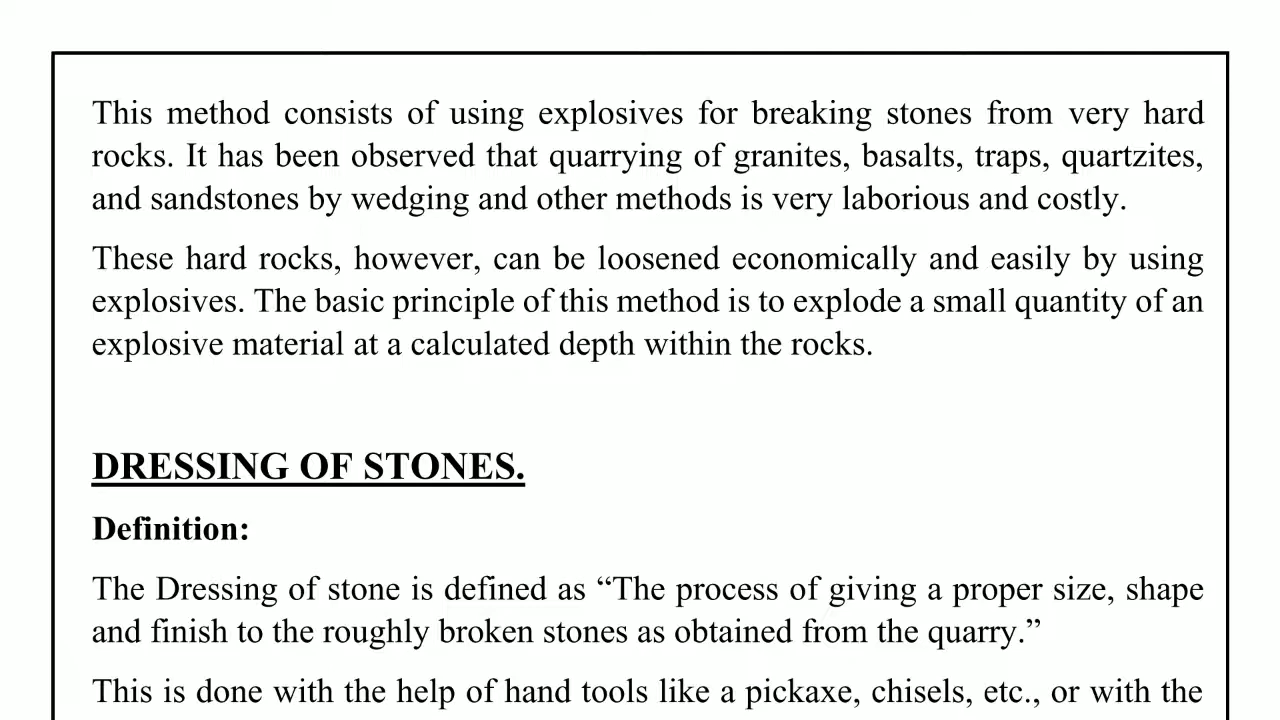 This method consists of using explosives for breaking stones from very hard
rocks. It has been observed that quarrying of granites, basalts, traps, quartzites,
and sandstones by wedging and other methods is very laborious and costly.
These hard rocks, however, can be loosened economically and easily by using
explosives. The basic principle of this method is to explode a small quantity of an
explosive material at a calculated depth within the rocks.
DRESSING OF STONES.
Definition:
The Dressing of stone is defined as “The process of giving a proper size, shape
and finish to the roughly broken stones as obtained from the quarry.”
This is done with the help of hand tools like a pickaxe, chisels, etc., or with the